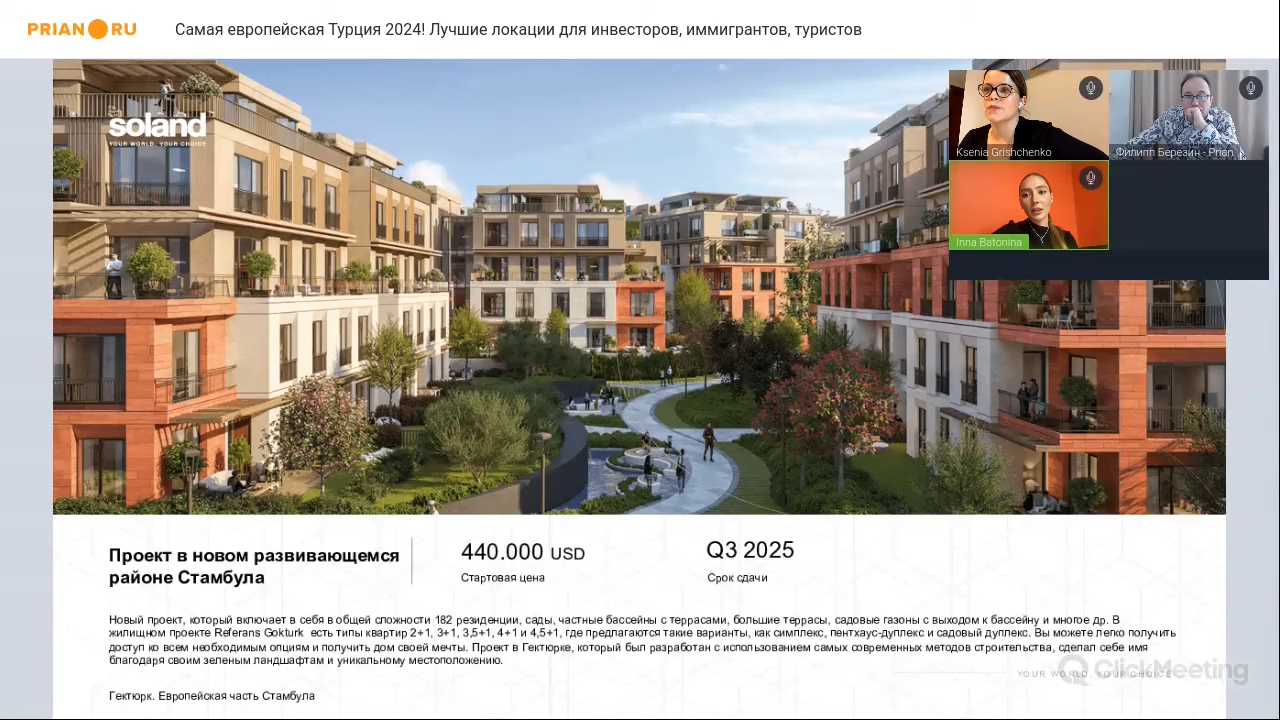 PRIAN RU
Самая европейская Турция 2024! Лучшие локации для инвесторов, иммигрантов, туристов
soland
YOUR WORLD, YOUR CHOICE
Ksenia Grishchenko
Филипп Березин - Prian
Inna Batonina
Проект в новом развивающемся
районе Стамбула
440.000 USD
Стартовая цена
Q3 2025
Срок сдачи
Новый проект, который включает в себя в общей сложности 182 резиденции, сады, частные бассейны с террасами, большие террасы, садовые газоны с выходом к бассейну и многое др. В
жилищном проекте Referans Gokturk есть типы квартир 2+1, 3+1, 3,5+1, 4+1 и 4,5+1, где предлагаются такие варианты, как симплекс, пентхаус-дуплекс и садовый дуплекс. Вы можете легко получить
доступ ко всем необходимым опциям и получить дом своей мечты. Проект в Гектюрке, который был разработан с использованием самых современных методов строительства, сделал себе имя
благодаря своим зеленым ландшафтам и уникальному местоположению.
YOUR WORLD, YOUR CHOICE
ClickMeeting
Гектюрк. Европейская часть Стамбула